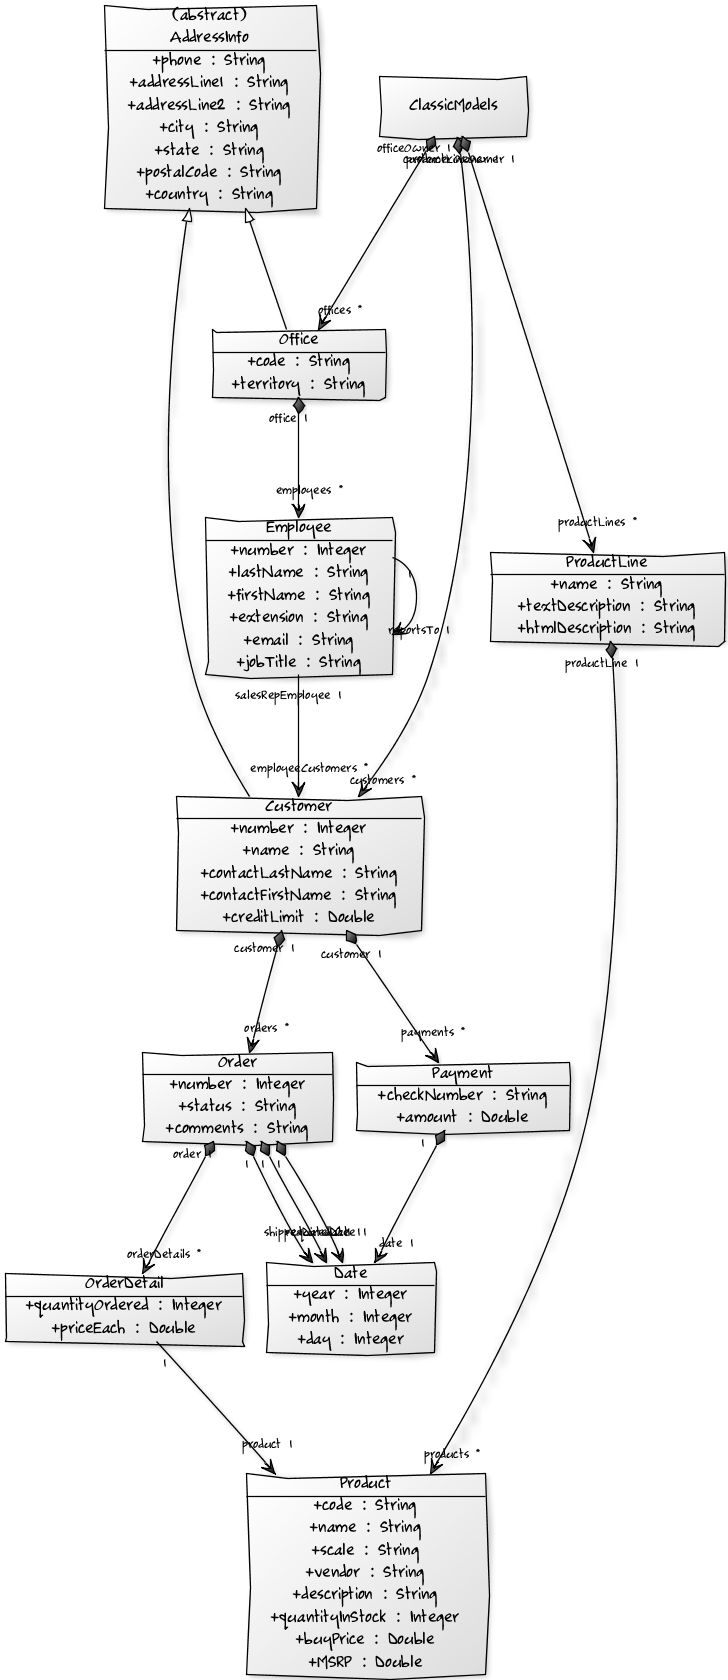 (abstract)
AddressInfo
+phone : String
+addressLine1 : String
+addressLine2 : String
+city : String
+state : String
+postalCode : String
+country : String
ClassicModels
officeOwner 1
1
offices *
Office
+code : String
+territory : String
office 1
employees *
Employee
+number : Integer
+lastName : String
+firstName : String
+extension : String
+email : String
+jobTitle : String
1
reportsTo 1
productLines *
ProductLine
+name : String
+textDescription : String
+htmlDescription : String
productLine 1
salesRepEmployee 1
employeeCustomers *
customers *
Customer
+number : Integer
+name : String
+contactLastName : String
+contactFirstName : String
+creditLimit : Double
customer 1
customer 1
orders *
payments *
Order
+number : Integer
+status : String
+comments : String
Payment
+checkNumber : String
+amount : Double
order 1
1
1
1
1
orderDetails *
date 1
OrderDetail
+quantityOrdered : Integer
+priceEach : Double
Date
+year : Integer
+month : Integer
+day : Integer
1
product 1
products *
Product
+code : String
+name : String
+scale : String
+vendor : String
+description : String
+quantityInStock : Integer
+buyPrice : Double
+MSRP : Double